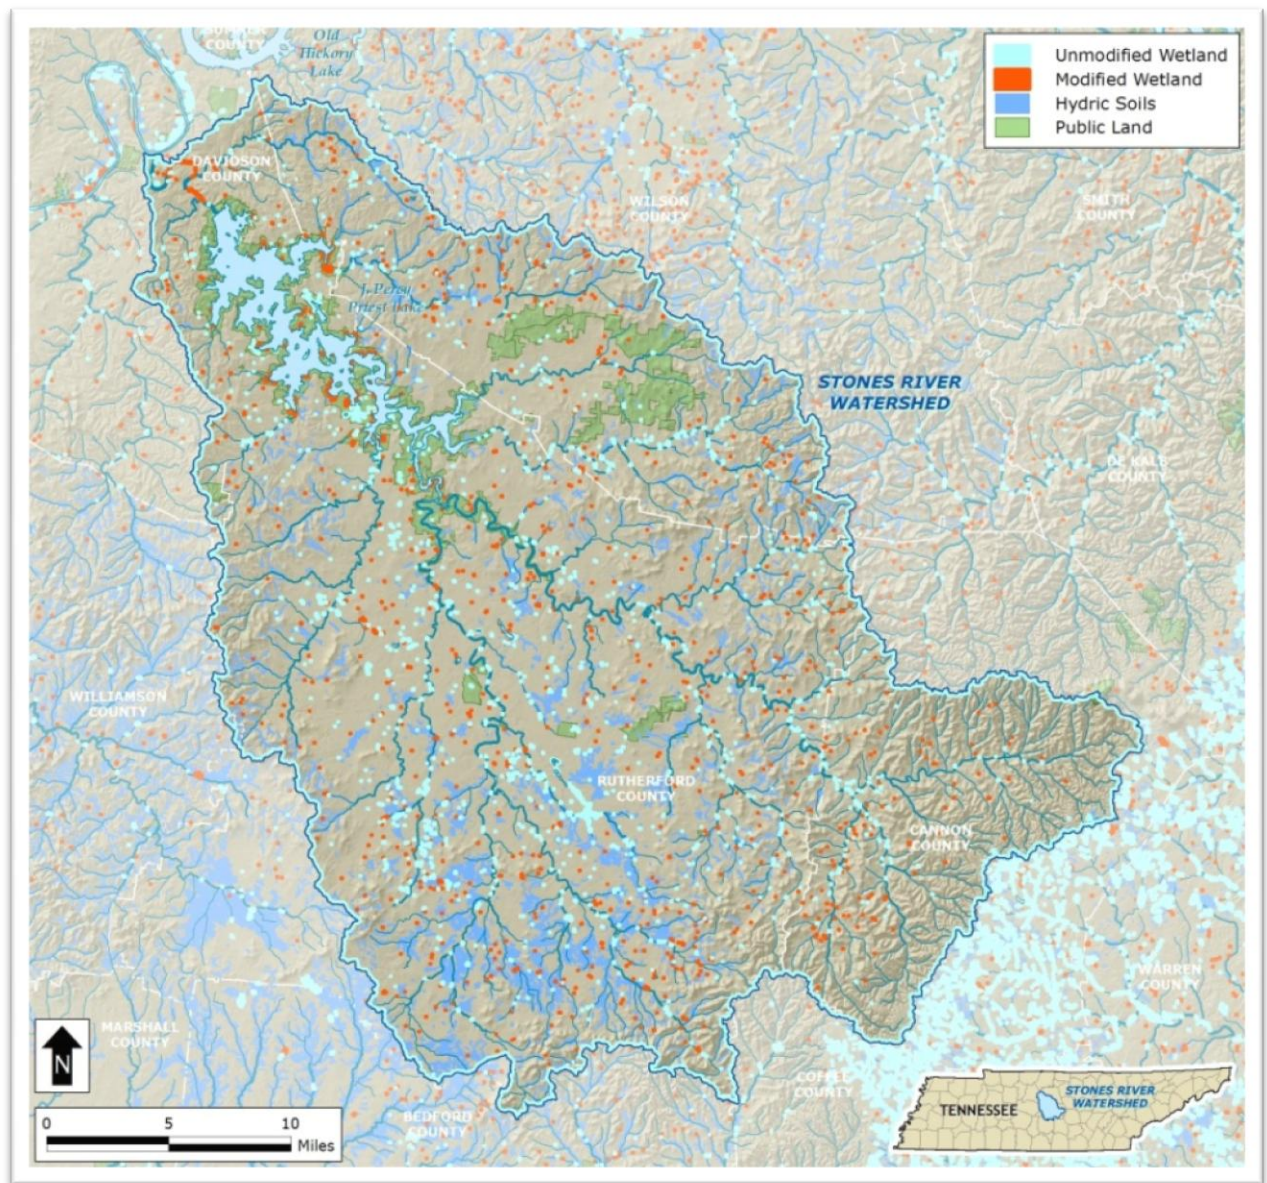 SUMNER
COUNTY
Old
Hickory
Lake
Unmodified Wetland
Modified Wetland
Hydric Soils
Public Land
DAVIDSON
COUNTY
WILSON
COUNTY
SMITH
COUNTY
J. Percy
Priest Lake
STONES RIVER
WATERSHED
DE KALB
COUNTY
WILLIAMSON
COUNTY
RUTHERFORD
COUNTY
CANNON
COUNTY
WARREN
COUNTY
MARSHALL
COUNTY
COFFEE
COUNTY
BEDFORD
COUNTY
N
0 5 10
Miles
TENNESSEE
STONES RIVER
WATERSHED